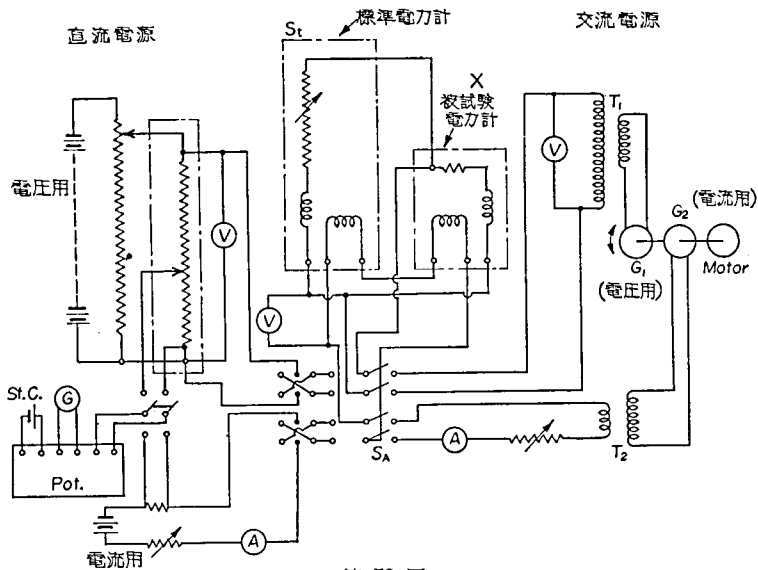 直流電源
St
標準電力計
交流電源
X
被試験
電力計
T1
V
電圧用
V
G2 (電流用)
G1
Motor
(電圧用)
V
St.C.
G
Pot.
SA
A
T2
電流用
A